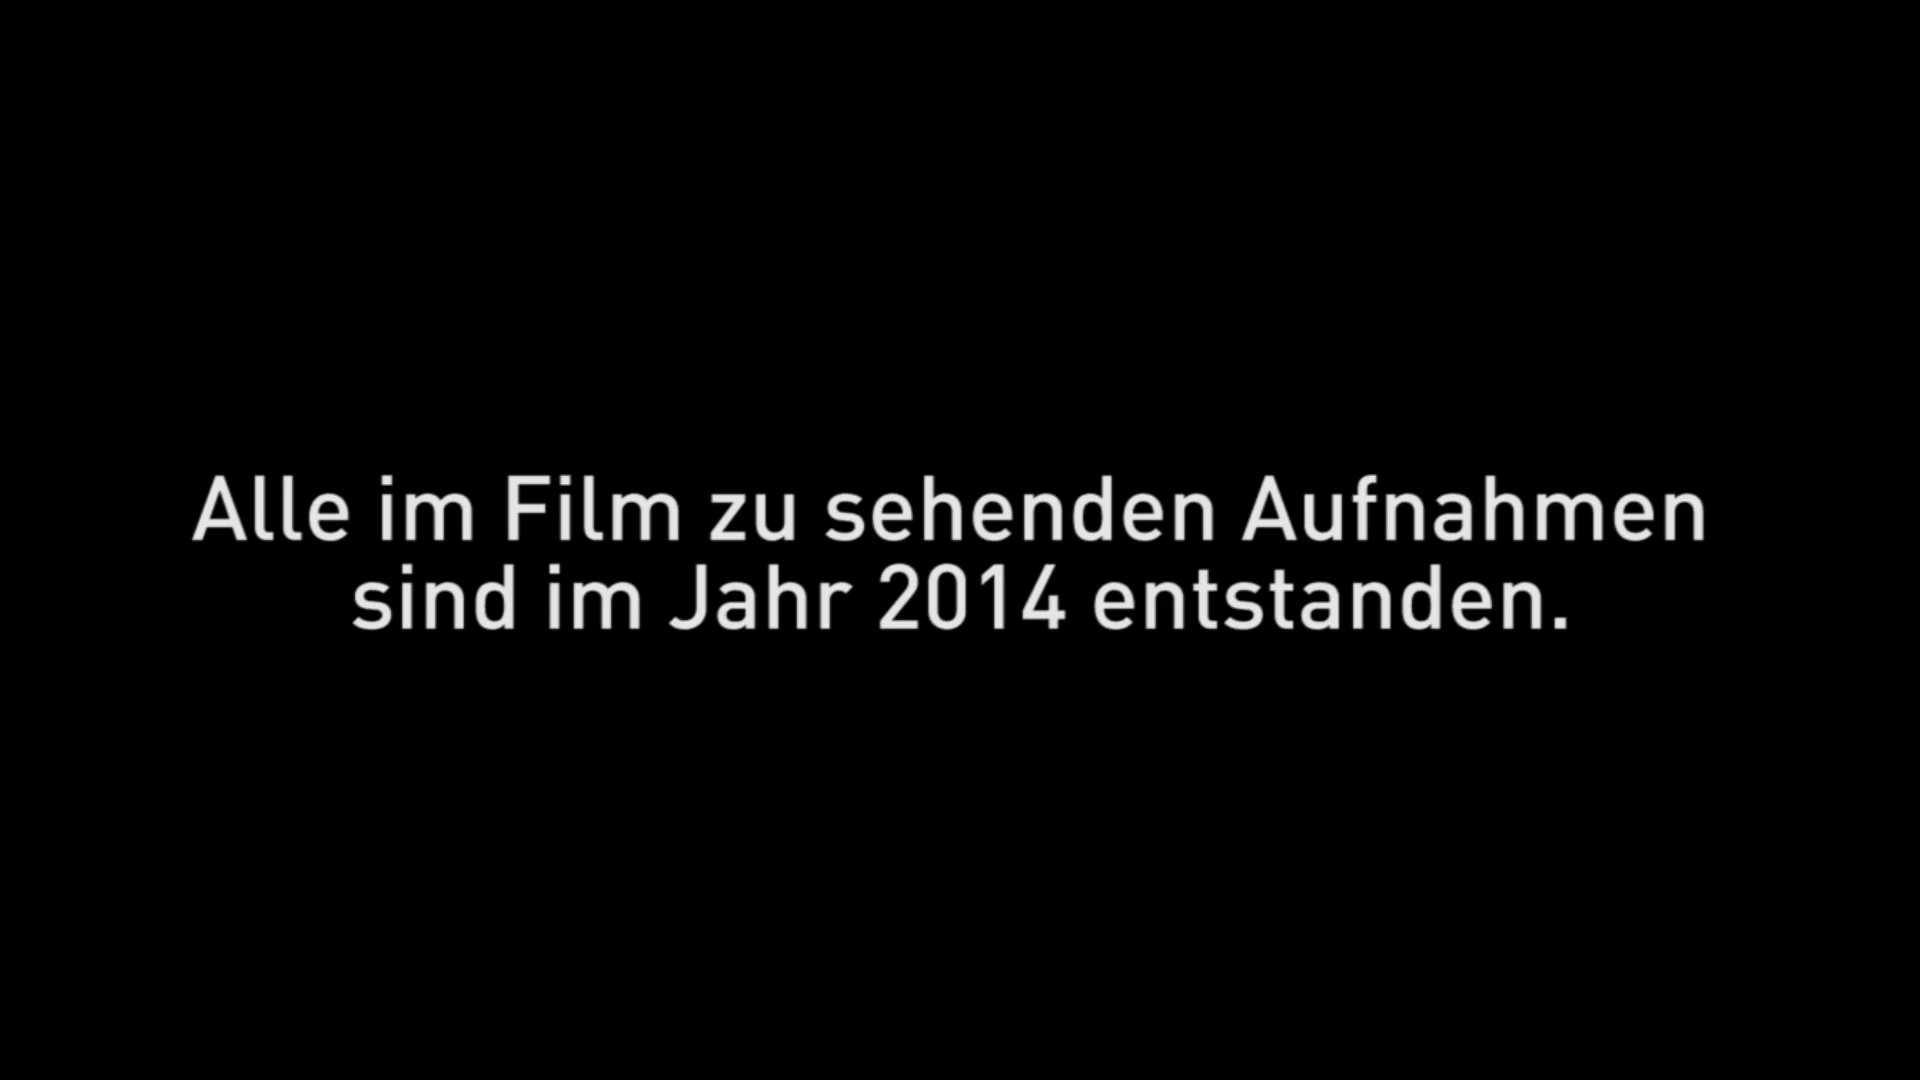 Alle im Film zu sehenden Aufnahmen
sind im Jahr 2014 entstanden.